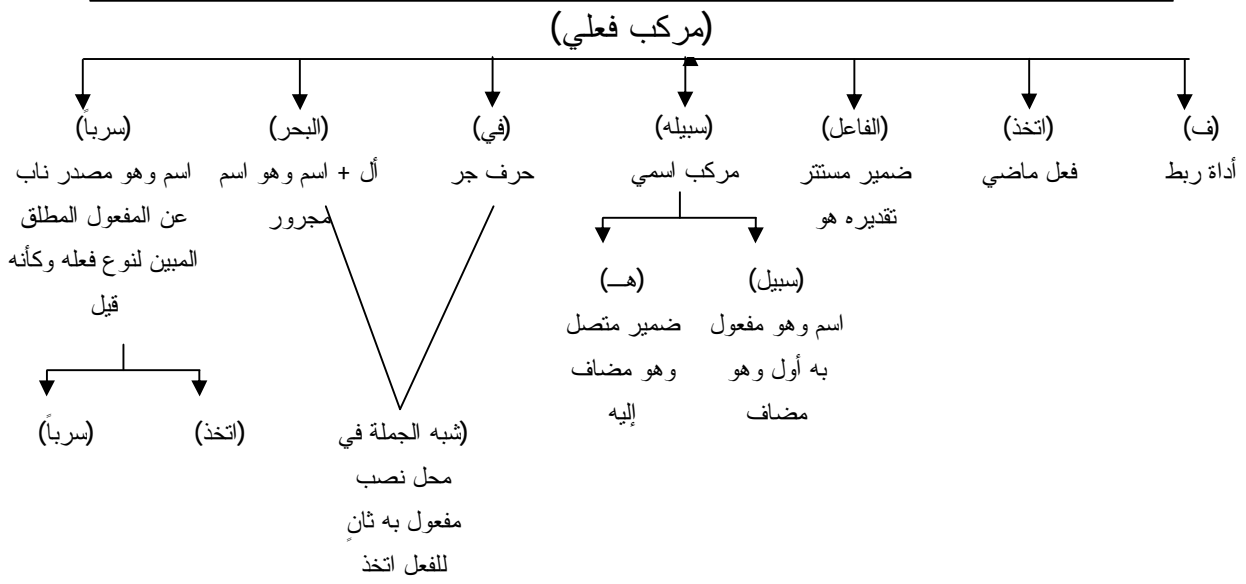 (مركب فعلي)
(ف)
أداة ربط
(اتخذ)
فعل ماضي
(الفاعل)
ضمير مستتر
تقديره هو
(سبيله)
مركب اسمي
(سبيل)
اسم وهو مفعول
به أول وهو
مضاف
(هـ)
ضمير متصل
وهو مضاف
إليه
(في)
حرف جر
(البحر)
أل + اسم وهو اسم
مجرور
(شبه الجملة في
محل نصب
مفعول به ثانٍ
للفعل اتخذ
(سرباً)
اسم وهو مصدر ناب
عن المفعول المطلق
المبين لنوع فعله وكأنه
قيل
(اتخذ)
(سرباً)